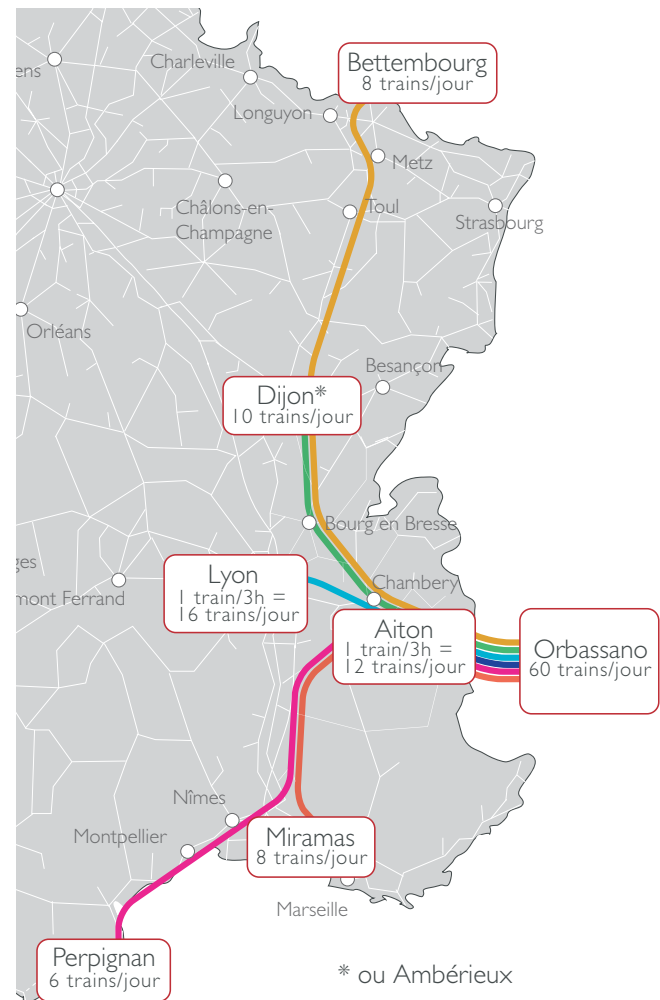 Bettembourg
8 trains/jour
Charleville
Longuyon
Metz
Châlons-en-
Champagne
Toul
Strasbourg
Orléans
Besançon
Dijon*
10 trains/jour
Bourg en Bresse
Lyon
1 train/3h =
16 trains/jour
Chambery
mont Ferrand
Aiton
1 train/3h =
12 trains/jour
Orbassano
60 trains/jour
Nîmes
Montpellier
Miramas
8 trains/jour
Marseille
Perpignan
6 trains/jour
* ou Ambérieux